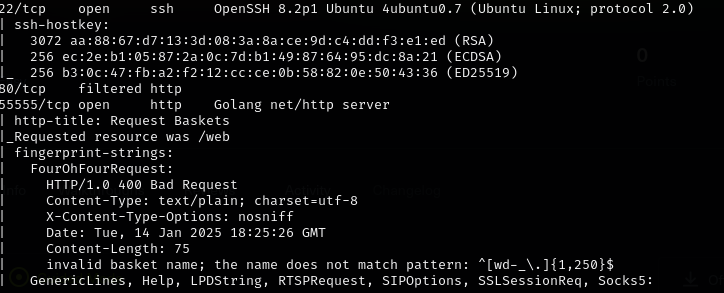 22/tcp    open     ssh     OpenSSH 8.2p1 Ubuntu 4ubuntu0.7 (Ubuntu Linux; protocol 2.0)
| ssh-hostkey:
|   3072 aa:88:67:d7:13:3d:08:3a:8a:ce:9d:c4:dd:f3:e1:ed (RSA)
|   256 ec:2e:b1:05:87:2a:0c:7d:b1:49:87:64:95:dc:8a:21 (ECDSA)
|_  256 b3:0c:47:fb:a2:f2:12:cc:ce:0b:58:82:0e:50:43:36 (ED25519)
80/tcp    filtered http
55555/tcp open     http    Golang net/http server
| http-title: Request Baskets
|_Requested resource was /web
| fingerprint-strings:
|   FourOhFourRequest:
|     HTTP/1.0 400 Bad Request
|     Content-Type: text/plain; charset=utf-8
|     X-Content-Type-Options: nosniff
|     Date: Tue, 14 Jan 2025 18:25:26 GMT
|     Content-Length: 75
|     invalid basket name; the name does not match pattern: ^[wd-_\.]{1,250}$
|   GenericLines, Help, LPDString, RTSPRequest, SIPOptions, SSLSessionReq, Socks5: